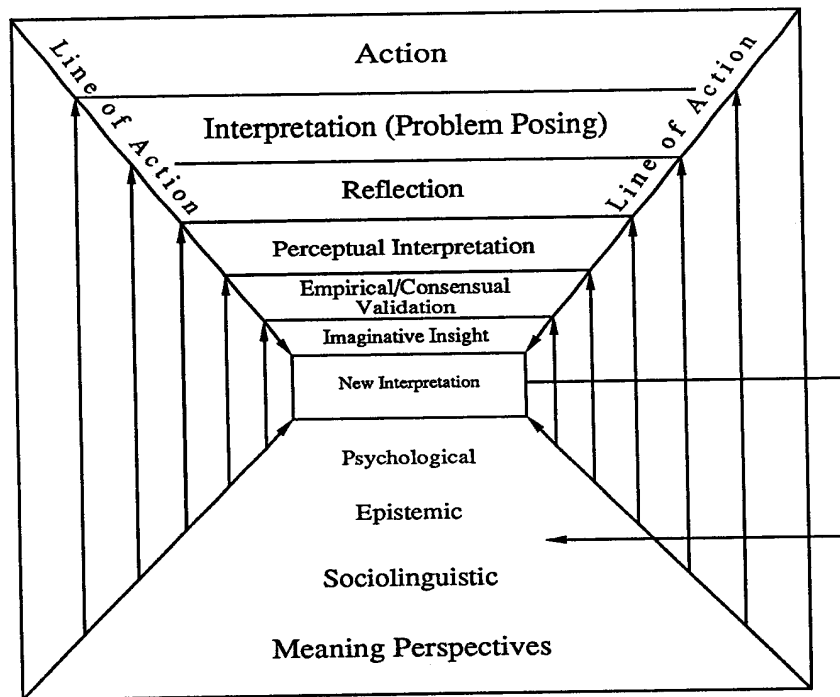 Action
Line of Action
Line of Action
Interpretation (Problem Posing)
Reflection
Perceptual Interpretation
Empirical/Consensual
Validation
Imaginative Insight
New Interpretation
Psychological
Epistemic
Sociolinguistic
Meaning Perspectives